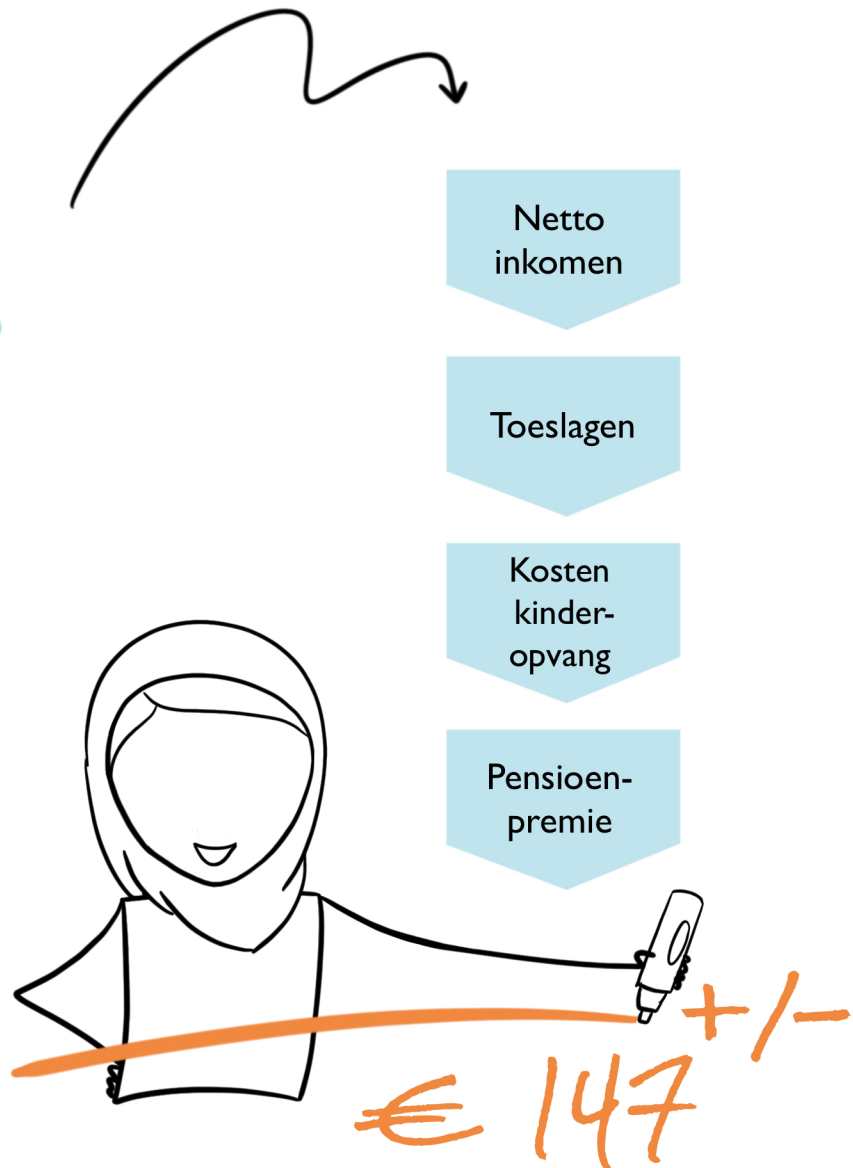 Netto
inkomen
Toeslagen
Kosten
kinder-
opvang
Pensioen-
premie
+/-
€ 147